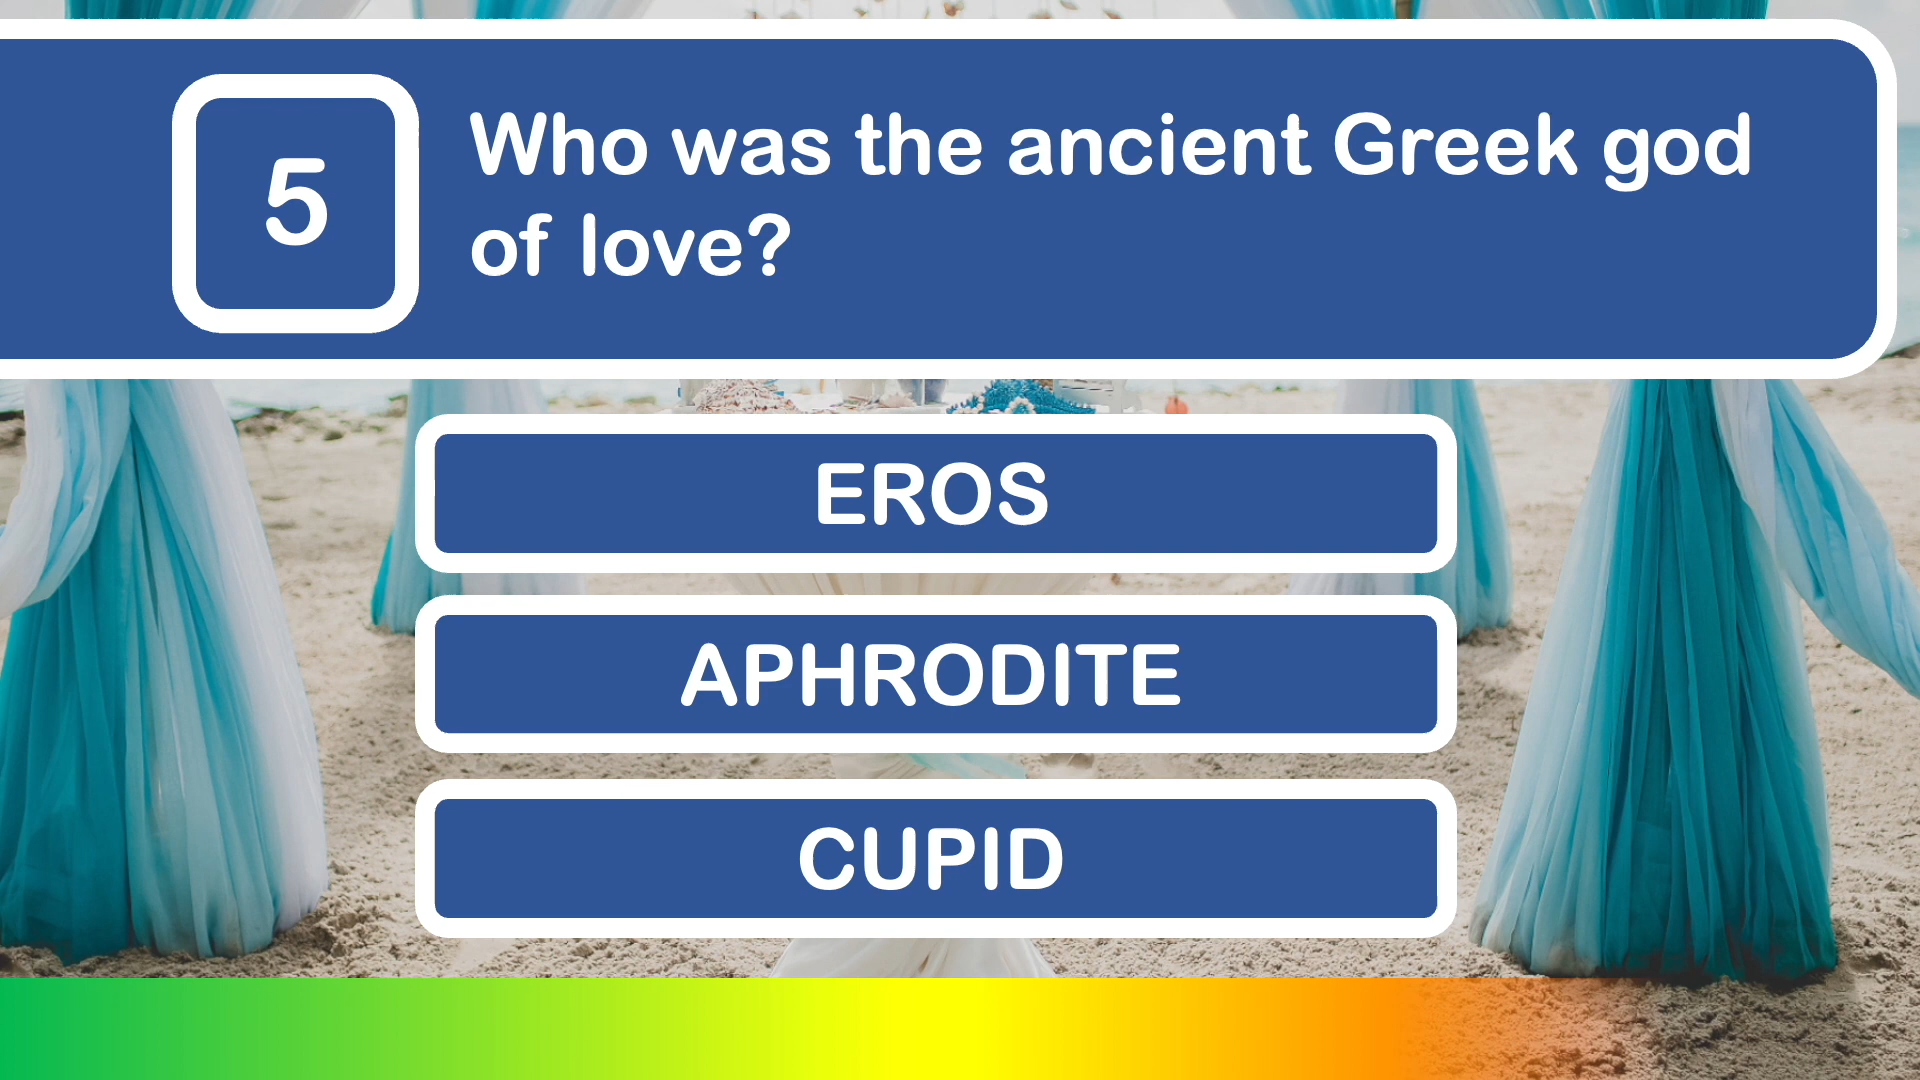 5
Who was the ancient Greek god
of love?
EROS
APHRODITE
CUPID